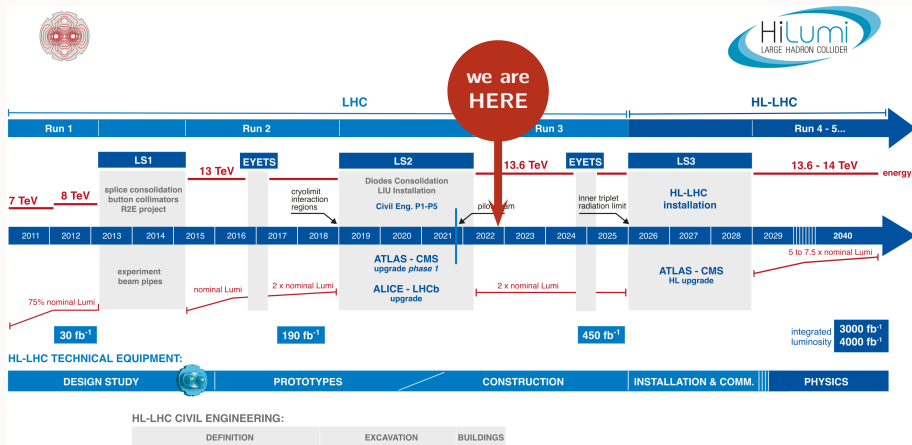 HiLumi
LARGE HADRON COLLIDER
we are
HERE
LHC
HL-LHC
Run 1
Run 2
Run 3
Run 4 - 5...
LS1
EYETS
LS2
EYETS
LS3
13 TeV
13.6 TeV
13.6 - 14 TeV
energy
7 TeV
8 TeV
splice consolidation
button collimators
R2E project
cryolimit
interaction
regions
Diodes Consolidation
LIU Installation
Civil Eng. P1-P5
inner triplet
radiation limit
HL-LHC
installation
2011 2012 2013 2014 2015 2016 2017 2018 2019 2020 2021 2022 2023 2024 2025 2026 2027 2028 2029 2040
experiment
beam pipes
75% nominal Lumi
nominal Lumi
2 x nominal Lumi
ATLAS - CMS
upgrade phase 1
ALICE - LHCb
upgrade
2 x nominal Lumi
ATLAS - CMS
HL upgrade
5 to 7.5 x nominal Lumi
30 fb⁻¹
190 fb⁻¹
450 fb⁻¹
integrated
luminosity
3000 fb⁻¹
4000 fb⁻¹
HL-LHC TECHNICAL EQUIPMENT:
DESIGN STUDY
PROTOTYPES
CONSTRUCTION
INSTALLATION & COMM.
PHYSICS
HL-LHC CIVIL ENGINEERING:
DEFINITION
EXCAVATION
BUILDINGS